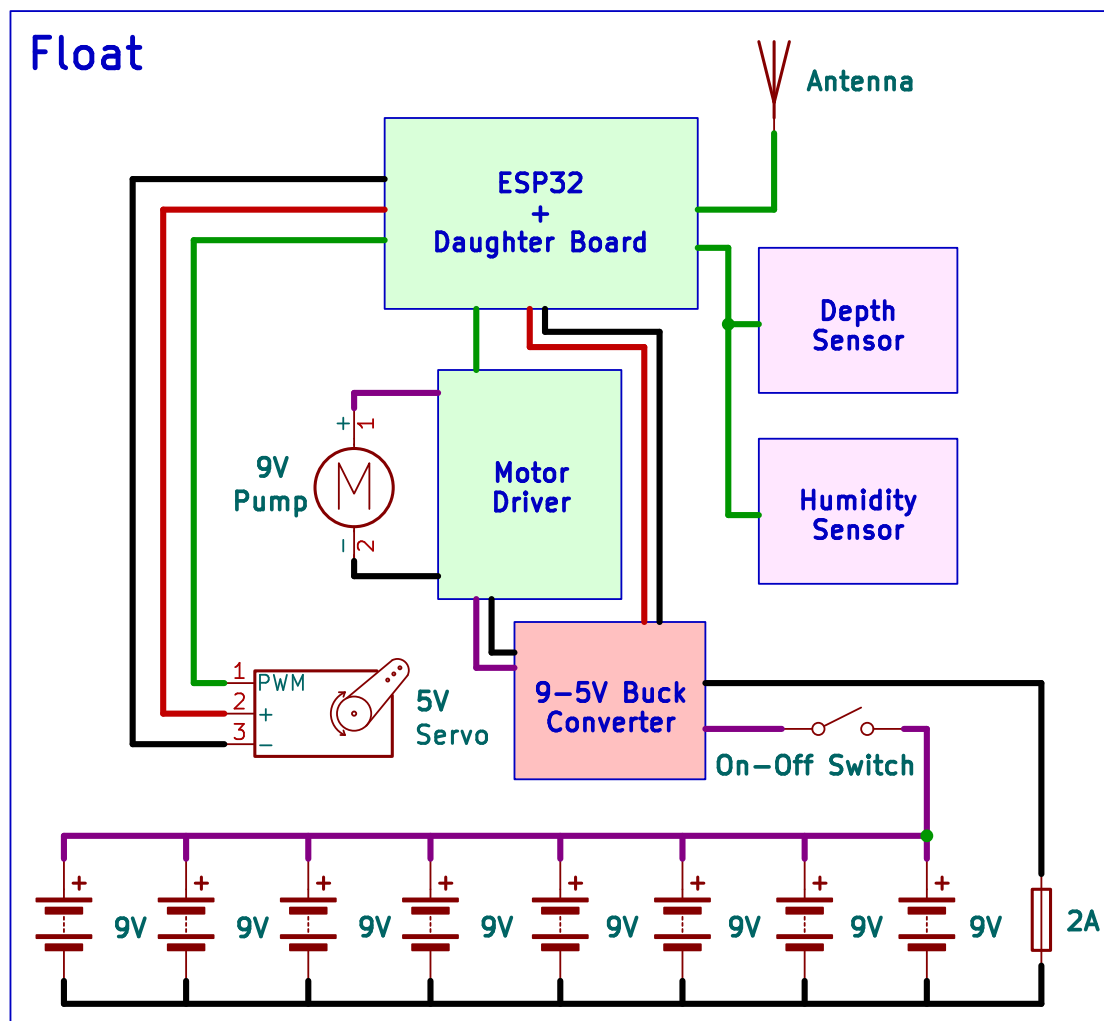 Float
Antenna
ESP32
+
Daughter Board
Depth
Sensor
+
1
9V
Pump
M
Motor
Driver
Humidity
Sensor
−
2
1
PWM
2
+
3
−
5V
Servo
9–5V Buck
Converter
On–Off Switch
+ + + + + + + +
9V 9V 9V 9V 9V 9V 9V 9V 2A